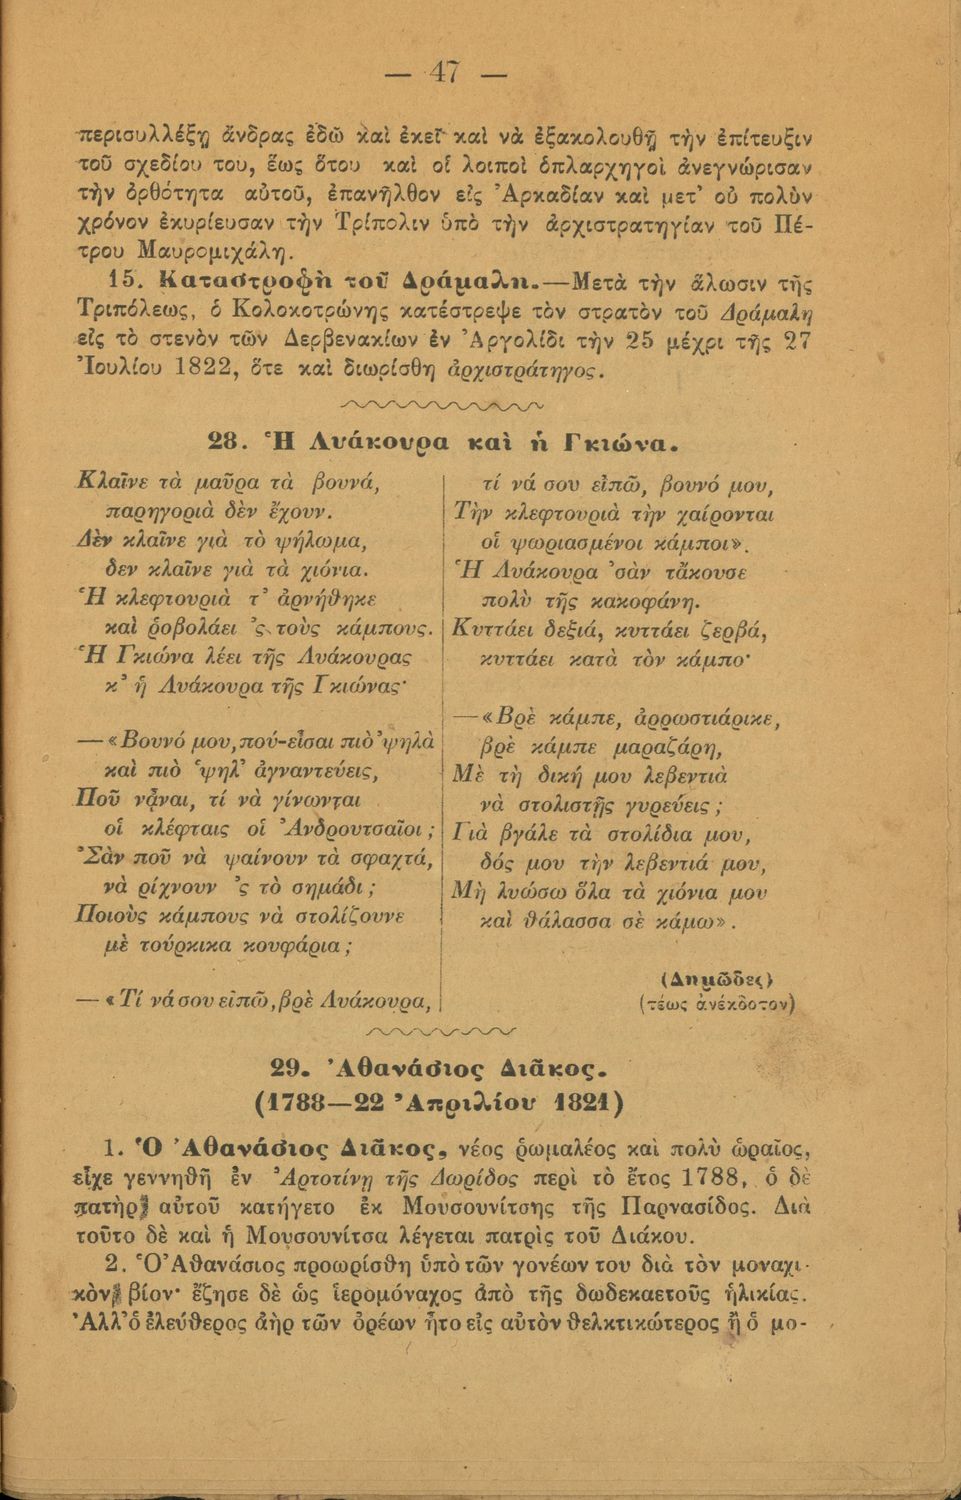 — 47 —
περισυλλέξῃ ἄνδρας ἐδῶ καὶ ἐκεῖ καὶ νὰ ἐξακολουθῇ τὴν ἐπίτευξιν
τοῦ σχεδίου του, ἕως ὅτου καὶ οἱ λοιποὶ ὁπλαρχηγοὶ ἀνεγνώρισαν
τὴν ὀρθότητα αὐτοῦ, ἐπανῆλθον εἰς Ἀρκαδίαν καὶ μετ' οὐ πολὺν
χρόνον ἐκυρίευσαν τὴν Τρίπολιν ὑπὸ τὴν ἀρχιστρατηγίαν τοῦ Πέ-
τρου Μαυρομιχάλη.
15. Καταστροφὴ τοῦ Δράμαλη.—Μετὰ τὴν ἅλωσιν τῆς
Τριπόλεως, ὁ Κολοκοτρώνης κατέστρεψε τὸν στρατὸν τοῦ Δράμαλη
εἰς τὸ στενὸν τῶν Δερβενακίων ἐν Ἀργολίδι τὴν 25 μέχρι τῆς 27
Ἰουλίου 1822, ὅτε καὶ διωρίσθη ἀρχιστράτηγος.
28. Ἡ Λυάκουρα καὶ ἡ Γκιώνα.
Κλαῖνε τὰ μαῦρα τὰ βουνά,
παρηγοριὰ δὲν ἔχουν.
Δὲν κλαῖνε γιὰ τὸ ψήλωμα,
δεν κλαῖνε γιὰ τὰ χιόνια.
Ἡ κλεφτουριὰ τ' ἀρνήθηκε
καὶ ῥοβολάει 'ς τοὺς κάμπους.
Ἡ Γκιώνα λέει τῆς Λυάκουρας
κ' ἡ Λυάκουρα τῆς Γκιώνας·
— «Βουνό μου, πού-εἶσαι πιὸ 'ψηλὰ
καὶ πιὸ 'ψηλ' ἀγναντεύεις,
Ποῦ νᾆναι, τί νὰ γίνωνται
οἱ κλέφταις οἱ Ἀνδρουτσαῖοι ;
Σὰν ποῦ νὰ ψαίνουν τὰ σφαχτά,
νὰ ρίχνουν 'ς τὸ σημάδι ;
Ποιοὺς κάμπους νὰ στολίζουνε
μὲ τούρκικα κουφάρια ;
— «Τί νά σου εἰπῶ, βρὲ Λυάκουρα,
τί νά σου εἰπῶ, βουνό μου,
Τὴν κλεφτουριὰ τὴν χαίρονται
οἱ ψωριασμένοι κάμποι».
Ἡ Λυάκουρα 'σὰν τἄκουσε
πολὺ τῆς κακοφάνη.
Κυττάει δεξιά, κυττάει ζερβά,
κυττάει κατὰ τὸν κάμπο·
— «Βρὲ κάμπε, ἀρρωστιάρικε,
βρὲ κάμπε μαραζάρη,
Μὲ τὴ δική μου λεβεντιὰ
νὰ στολιστῇς γυρεύεις ;
Γιὰ βγάλε τὰ στολίδια μου,
δός μου τὴν λεβεντιά μου,
Μὴ λυώσω ὅλα τὰ χιόνια μου
καὶ θάλασσα σὲ κάμω».
(Δημῶδες)
(τέως ἀνέκδοτον)
29. Ἀθανάσιος Διᾶκος.
(1788—22 Ἀπριλίου 1821)
1. Ὁ Ἀθανάσιος Διᾶκος, νέος ῥωμαλέος καὶ πολὺ ὡραῖος,
εἶχε γεννηθῆ ἐν Ἀρτοτίνῃ τῆς Δωρίδος περὶ τὸ ἔτος 1788, ὁ δὲ
πατὴρ αὐτοῦ κατήγετο ἐκ Μουσουνίτσης τῆς Παρνασίδος. Διὰ
τοῦτο δὲ καὶ ἡ Μουσουνίτσα λέγεται πατρὶς τοῦ Διάκου.
2. Ὁ Ἀθανάσιος προωρίσθη ὑπὸ τῶν γονέων του διὰ τὸν μοναχι-
κὸν βίον· ἔζησε δὲ ὡς ἱερομόναχος ἀπὸ τῆς δωδεκαετοῦς ἡλικίας.
Ἀλλ' ὁ ἐλεύθερος ἀὴρ τῶν ὀρέων ἦτο εἰς αὐτὸν θελκτικώτερος ἢ ὁ μο-